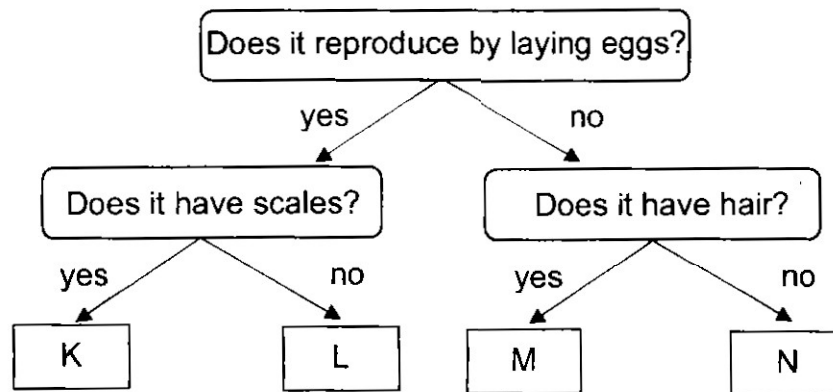 Does it reproduce by laying eggs?
yes
no
Does it have scales?
Does it have hair?
yes
no
yes
no
K
L
M
N